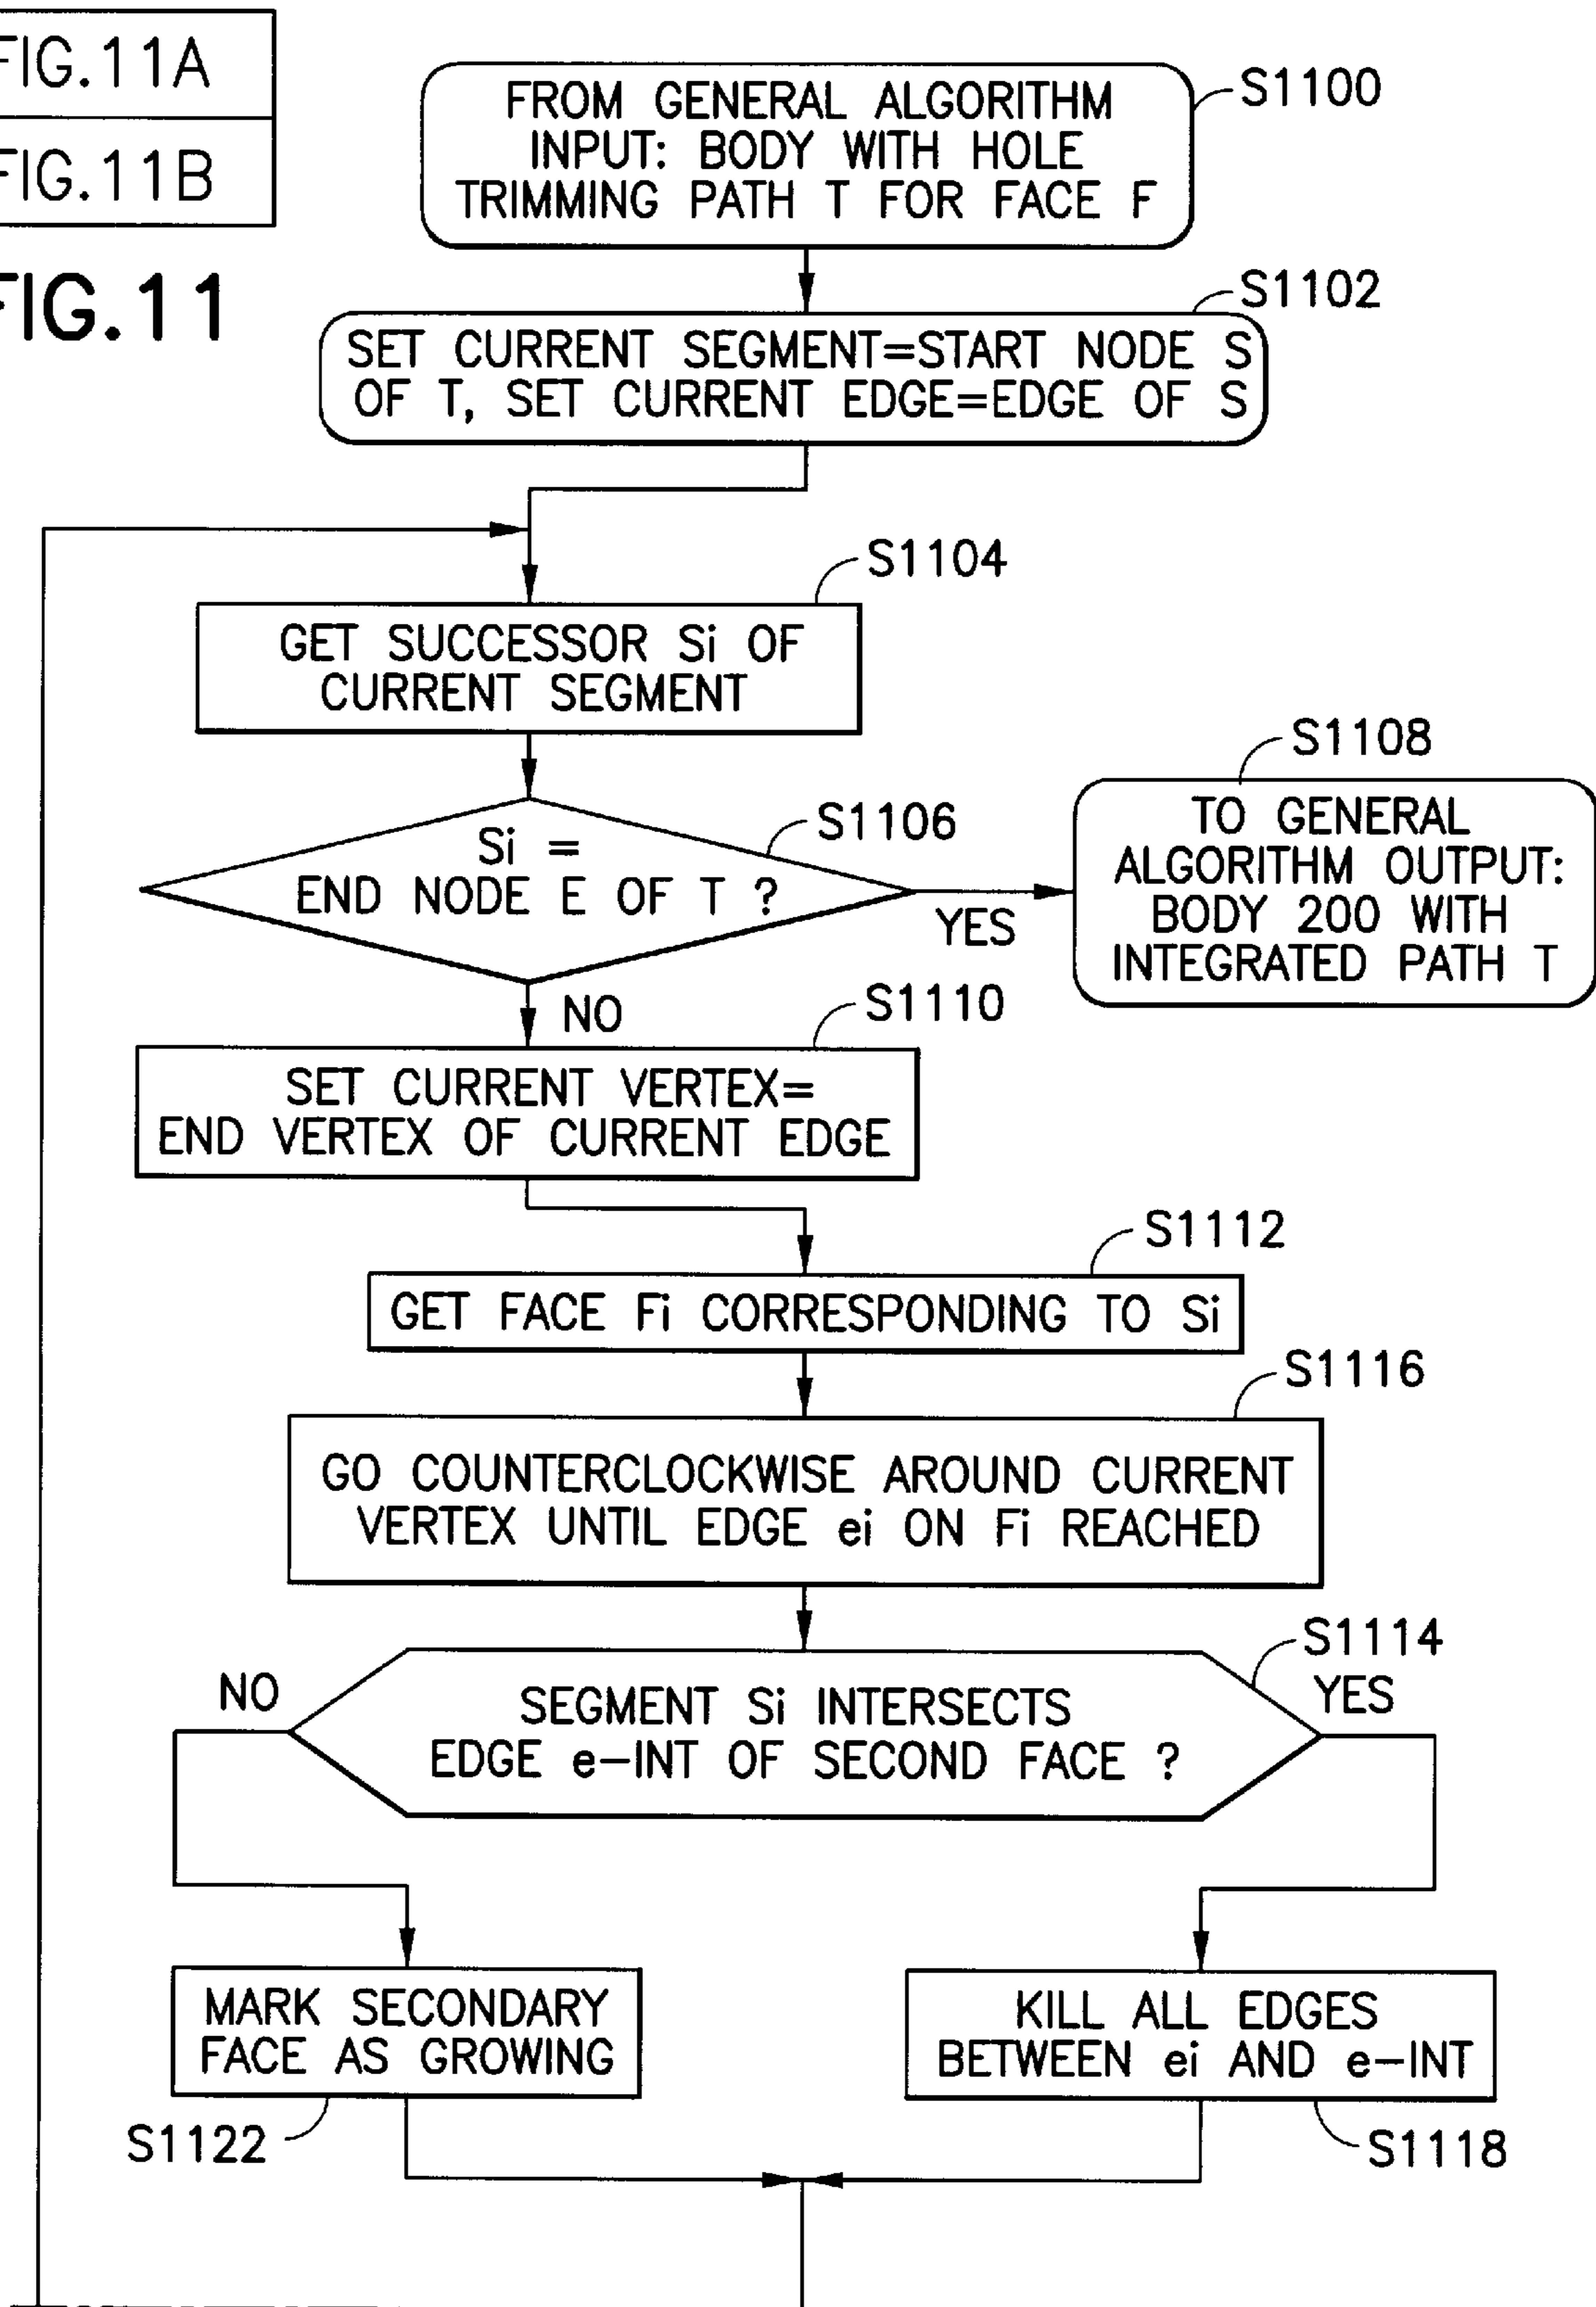 FIG.11A
FIG.11B
FIG.11
FROM GENERAL ALGORITHM
INPUT: BODY WITH HOLE
TRIMMING PATH T FOR FACE F
S1100
SET CURRENT SEGMENT=START NODE S
OF T, SET CURRENT EDGE=EDGE OF S
S1102
S1104
GET SUCCESSOR Si OF
CURRENT SEGMENT
S1106
Si =
END NODE E OF T ?
YES
S1108
TO GENERAL
ALGORITHM OUTPUT:
BODY 200 WITH
INTEGRATED PATH T
NO
S1110
SET CURRENT VERTEX=
END VERTEX OF CURRENT EDGE
S1112
GET FACE Fi CORRESPONDING TO Si
S1116
GO COUNTERCLOCKWISE AROUND CURRENT
VERTEX UNTIL EDGE ei ON Fi REACHED
S1114
NO
YES
SEGMENT Si INTERSECTS
EDGE e-INT OF SECOND FACE ?
MARK SECONDARY
FACE AS GROWING
S1122
KILL ALL EDGES
BETWEEN ei AND e-INT
S1118